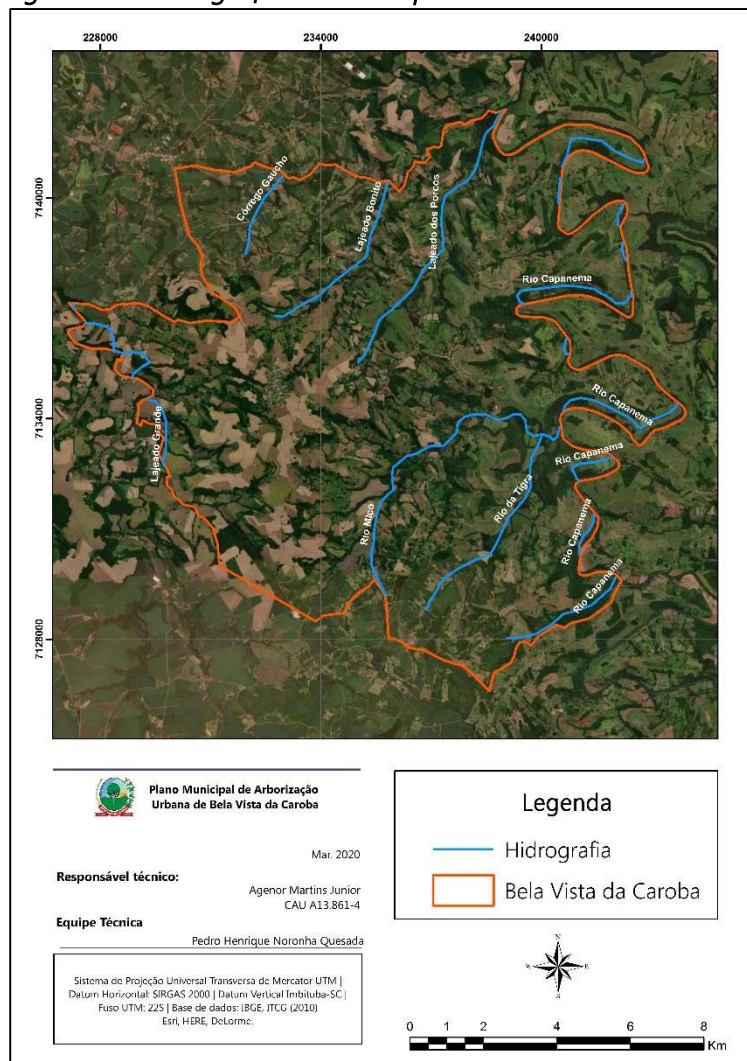 228000
234000
240000
7140000
7134000
7128000
Córrego Gaucho
Lajeado Bonito
Lajeado dos Porcos
Rio Capanema
Rio Capanema
Rio Capanema
Lajeado Grande
Rio Mico
Rio da Tigra
Rio Capanema
Rio Capanema
Plano Municipal de Arborização
Urbana de Bela Vista da Caroba
Mar. 2020
Responsável técnico:
Agenor Martins Junior
CAU A13.861-4
Equipe Técnica
Pedro Henrique Noronha Quesada
Sistema de Projeção Universal Transversa de Mercator UTM |
Datum Horizontal: SIRGAS 2000 | Datum Vertical Imbituba-SC |
Fuso UTM: 22S | Base de dados: IBGE, ITCG (2010)
Esri, HERE, DeLorme.
Legenda
Hidrografia
Bela Vista da Caroba
N
W
E
S
0 1 2 4 6 8
Km